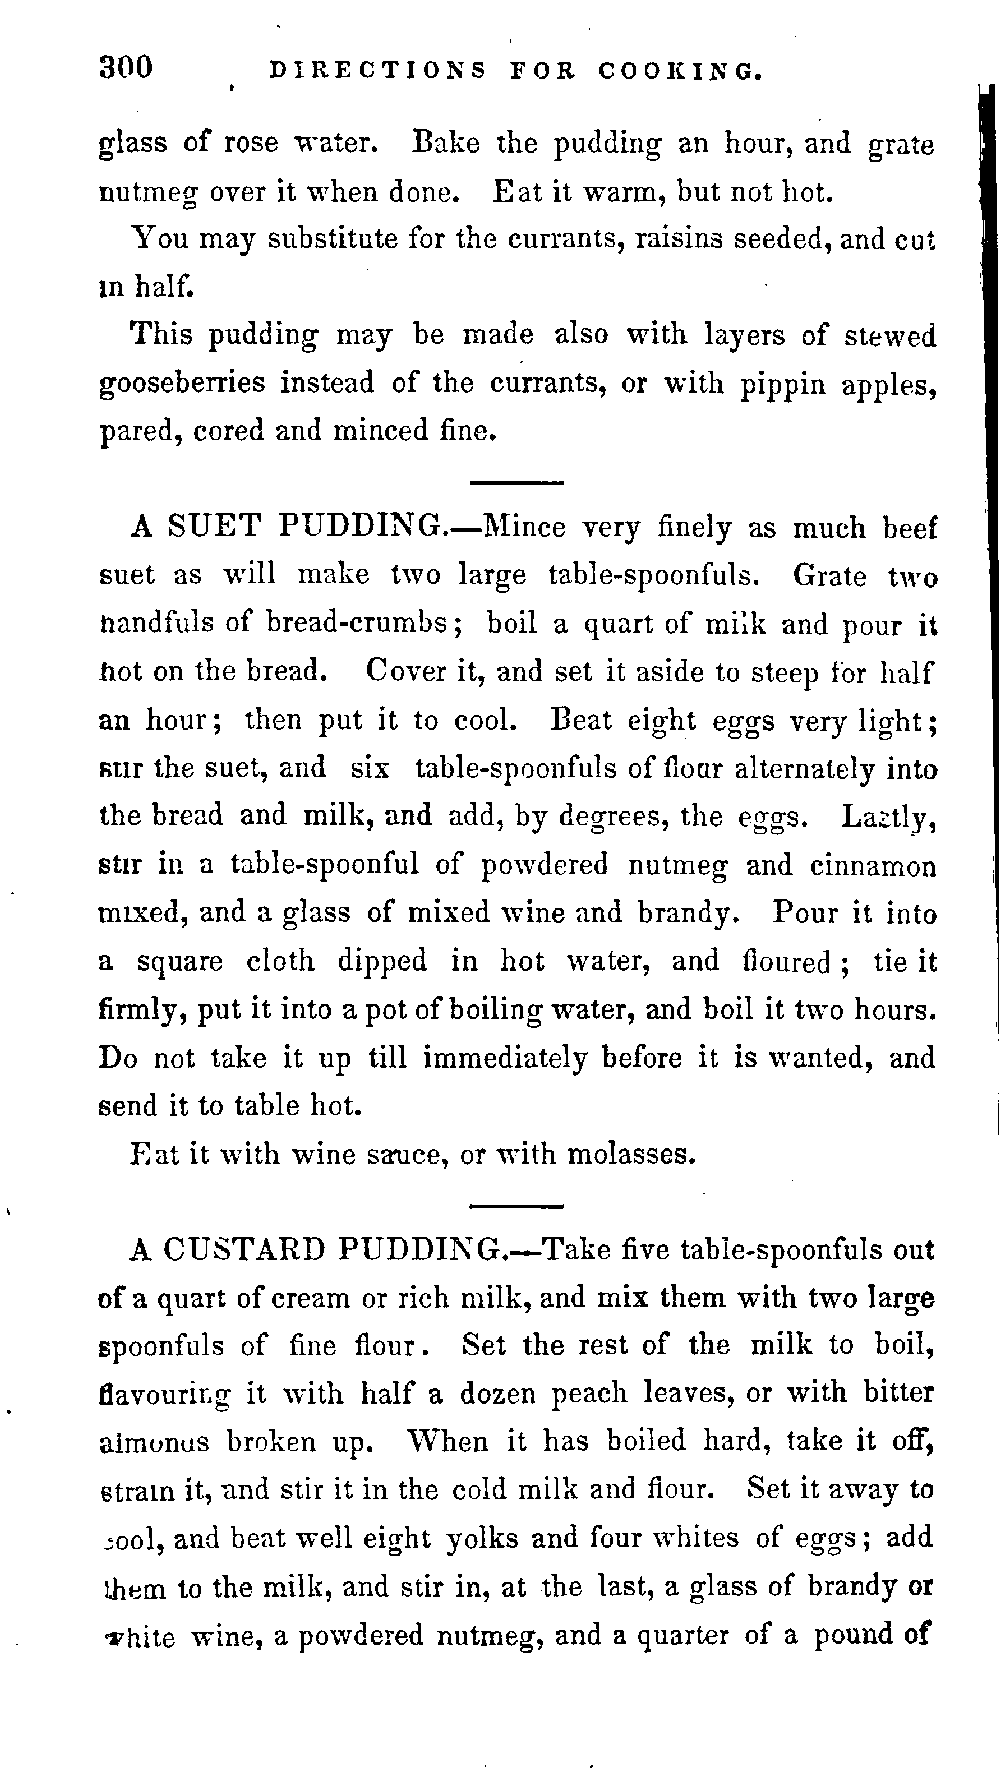 300 DIRECTIONS FOR COOKING.
glass of rose water. Bake the pudding an hour, and grate
nutmeg over it when done. Eat it warm, but not hot.
You may substitute for the currants, raisins seeded, and cut
in half.
This pudding may be made also with layers of stewed
gooseberries instead of the currants, or with pippin apples,
pared, cored and minced fine.
A SUET PUDDING.—Mince very finely as much beef
suet as will make two large table-spoonfuls. Grate two
handfuls of bread-crumbs; boil a quart of milk and pour it
hot on the bread. Cover it, and set it aside to steep for half
an hour; then put it to cool. Beat eight eggs very light;
stir the suet, and six table-spoonfuls of flour alternately into
the bread and milk, and add, by degrees, the eggs. Lastly,
stir in a table-spoonful of powdered nutmeg and cinnamon
mixed, and a glass of mixed wine and brandy. Pour it into
a square cloth dipped in hot water, and floured; tie it
firmly, put it into a pot of boiling water, and boil it two hours.
Do not take it up till immediately before it is wanted, and
send it to table hot.
Eat it with wine sauce, or with molasses.
A CUSTARD PUDDING.—Take five table-spoonfuls out
of a quart of cream or rich milk, and mix them with two large
spoonfuls of fine flour. Set the rest of the milk to boil,
flavouring it with half a dozen peach leaves, or with bitter
almonds broken up. When it has boiled hard, take it off,
strain it, and stir it in the cold milk and flour. Set it away to
cool, and beat well eight yolks and four whites of eggs; add
them to the milk, and stir in, at the last, a glass of brandy or
white wine, a powdered nutmeg, and a quarter of a pound of